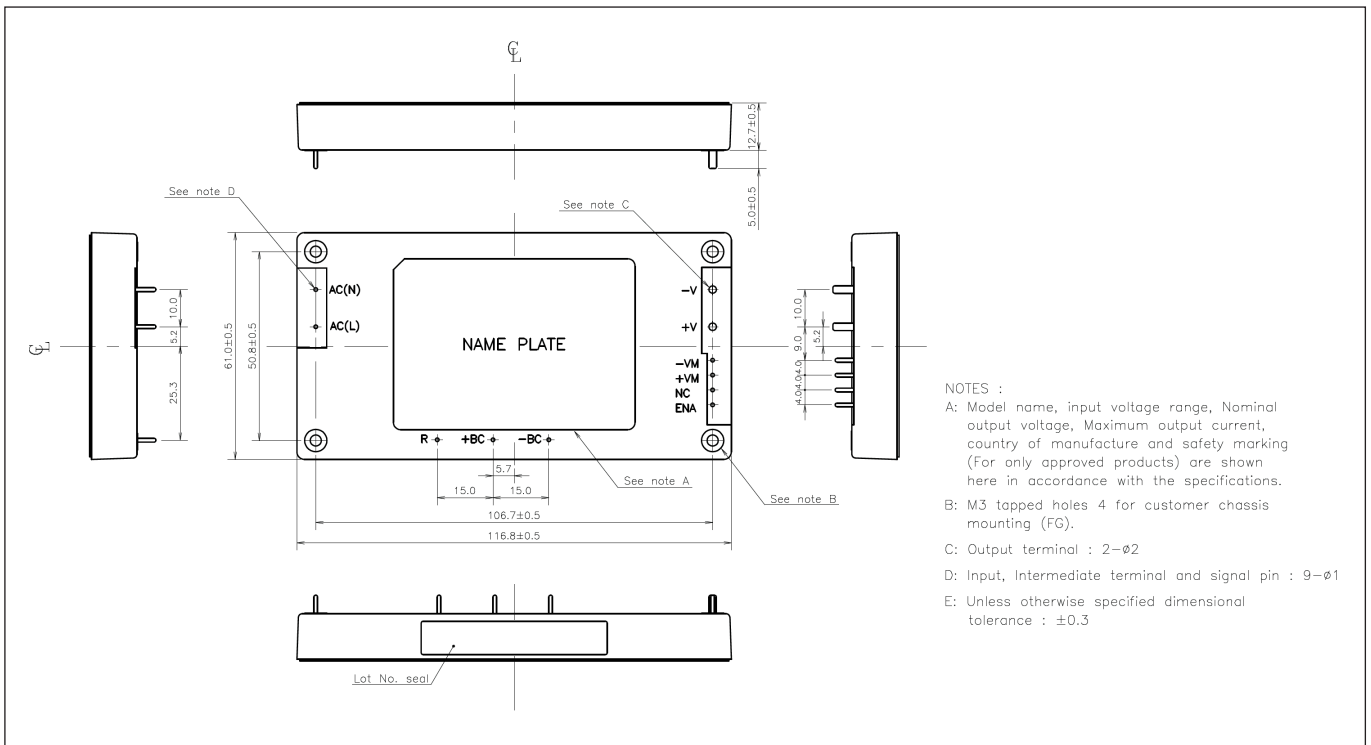 ℄
12.7±0.5
5.0±0.5
See note D
See note C
AC(N)
AC(L)
-V
+V
-VM
+VM
NC
ENA
NAME PLATE
R
+BC
-BC
61.0±0.5
50.8±0.5
10.0
5.2
25.3
℄
10.0
5.2
9.0
4.0
4.0
4.0
5.7
15.0
15.0
See note A
See note B
106.7±0.5
116.8±0.5
Lot No. seal
NOTES :
A: Model name, input voltage range, Nominal
output voltage, Maximum output current,
country of manufacture and safety marking
(For only approved products) are shown
here in accordance with the specifications.
B: M3 tapped holes 4 for customer chassis
mounting (FG).
C: Output terminal : 2-ø2
D: Input, Intermediate terminal and signal pin : 9-ø1
E: Unless otherwise specified dimensional
tolerance : ±0.3